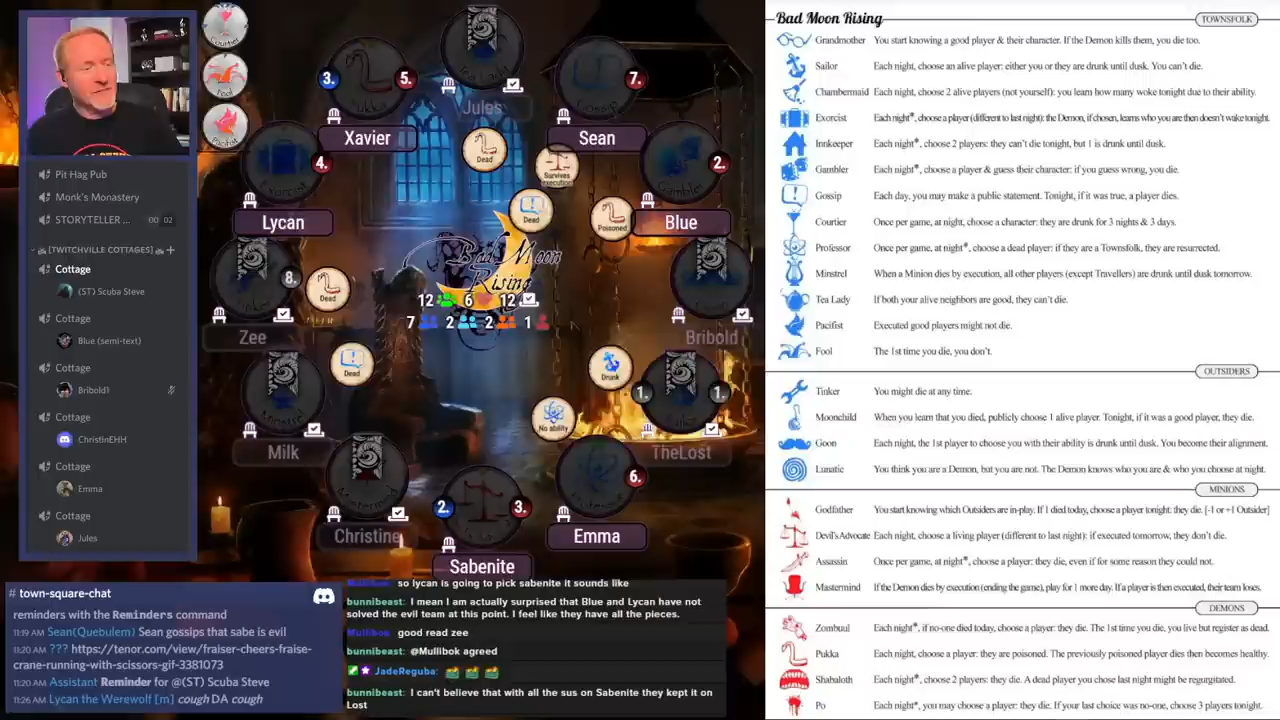 Courtier
Fool
Pacifist
Pit Hag Pub
Monk's Monastery
STORYTELLER ...
00 02
[TWITCHVILLE COTTAGES]
Cottage
(ST) Scuba Steve
Cottage
Blue (semi-text)
Cottage
Bribold1
Cottage
ChristinEHH
Cottage
Emma
Cottage
Jules
3.
5.
Jules
7.
Xavier
Sean
Dead
Survives
execution
4.
2.
Lycan
Dead
Poisoned
Blue
8.
Dead
Bad Moon
Rising
12 6 12
7 2 2 1
Zee
Bribold
Dead
Drunk
1.
1.
No ability
Milk
TheLost
6.
2.
3.
Christine
Emma
Sabenite
# town-square-chat
reminders with the Reminders command
11:19 AM Sean(Quebulem) Sean gossips that sabe is evil
11:20 AM ??? https://tenor.com/view/fraiser-cheers-fraise-
crane-running-with-scissors-gif-3381073
11:20 AM Assistant Reminder for @(ST) Scuba Steve
11:26 AM Lycan the Werewolf [m] cough DA cough
so lycan is going to pick sabenite it sounds like
bunnibeast: I mean I am actually surprised that Blue and Lycan have not
solved the evil team at this point. I feel like they have all the pieces.
Mullibok good read zee
bunnibeast: @Mullibok agreed
JadeReguba:
bunnibeast: I can't believe that with all the sus on Sabenite they kept it on
Lost
Bad Moon Rising
TOWNSFOLK
Grandmother You start knowing a good player & their character. If the Demon kills them, you die too.
Sailor Each night, choose an alive player: either you or they are drunk until dusk. You can't die.
Chambermaid Each night, choose 2 alive players (not yourself): you learn how many woke tonight due to their ability.
Exorcist Each night*, choose a player (different to last night): the Demon, if chosen, learns who you are then doesn't wake tonight.
Innkeeper Each night*, choose 2 players: they can't die tonight, but 1 is drunk until dusk.
Gambler Each night*, choose a player & guess their character: if you guess wrong, you die.
Gossip Each day, you may make a public statement. Tonight, if it was true, a player dies.
Courtier Once per game, at night, choose a character: they are drunk for 3 nights & 3 days.
Professor Once per game, at night*, choose a dead player: if they are a Townsfolk, they are resurrected.
Minstrel When a Minion dies by execution, all other players (except Travellers) are drunk until dusk tomorrow.
Tea Lady If both your alive neighbors are good, they can't die.
Pacifist Executed good players might not die.
Fool The 1st time you die, you don't.
OUTSIDERS
Tinker You might die at any time.
Moonchild When you learn that you died, publicly choose 1 alive player. Tonight, if it was a good player, they die.
Goon Each night, the 1st player to choose you with their ability is drunk until dusk. You become their alignment.
Lunatic You think you are a Demon, but you are not. The Demon knows who you are & who you choose at night.
MINIONS
Godfather You start knowing which Outsiders are in-play. If 1 died today, choose a player tonight: they die. [-1 or +1 Outsider]
Devil's Advocate Each night, choose a living player (different to last night): if executed tomorrow, they don't die.
Assassin Once per game, at night*, choose a player: they die, even if for some reason they could not.
Mastermind If the Demon dies by execution (ending the game), play for 1 more day. If a player is then executed, their team loses.
DEMONS
Zombuul Each night*, if no-one died today, choose a player: they die. The 1st time you die, you live but register as dead.
Pukka Each night, choose a player: they are poisoned. The previously poisoned player dies then becomes healthy.
Shabaloth Each night*, choose 2 players: they die. A dead player you chose last night might be regurgitated.
Po Each night*, you may choose a player: they die. If your last choice was no-one, choose 3 players tonight.